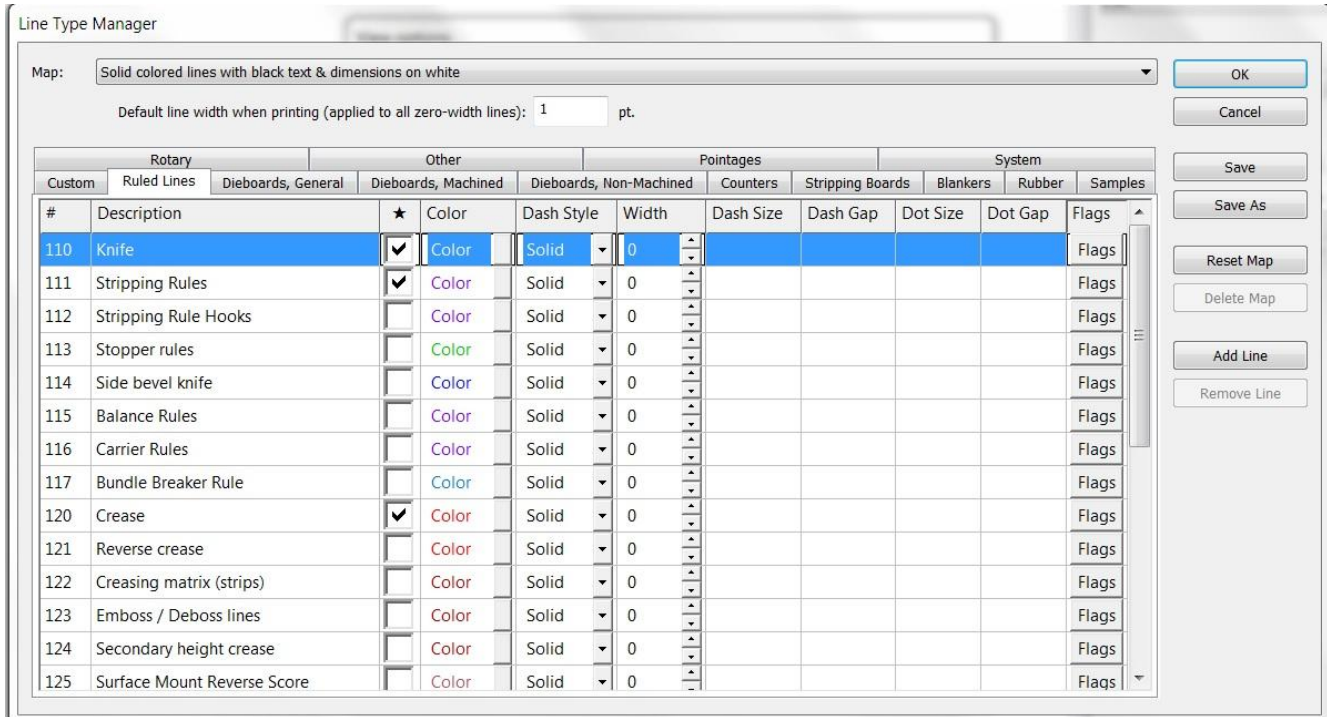 Line Type Manager
View options
Map: Solid colored lines with black text & dimensions on white
OK
Default line width when printing (applied to all zero-width lines): 1 pt.
Cancel
Rotary Other Pointages System
Save
Custom Ruled Lines Dieboards, General Dieboards, Machined Dieboards, Non-Machined Counters Stripping Boards Blankers Rubber Samples
Save As
# Description ★ Color Dash Style Width Dash Size Dash Gap Dot Size Dot Gap Flags
110 Knife Color Solid 0 Flags
Reset Map
111 Stripping Rules Color Solid 0 Flags
Delete Map
112 Stripping Rule Hooks Color Solid 0 Flags
113 Stopper rules Color Solid 0 Flags
Add Line
114 Side bevel knife Color Solid 0 Flags
Remove Line
115 Balance Rules Color Solid 0 Flags
116 Carrier Rules Color Solid 0 Flags
117 Bundle Breaker Rule Color Solid 0 Flags
120 Crease Color Solid 0 Flags
121 Reverse crease Color Solid 0 Flags
122 Creasing matrix (strips) Color Solid 0 Flags
123 Emboss / Deboss lines Color Solid 0 Flags
124 Secondary height crease Color Solid 0 Flags
125 Surface Mount Reverse Score Color Solid 0 Flags